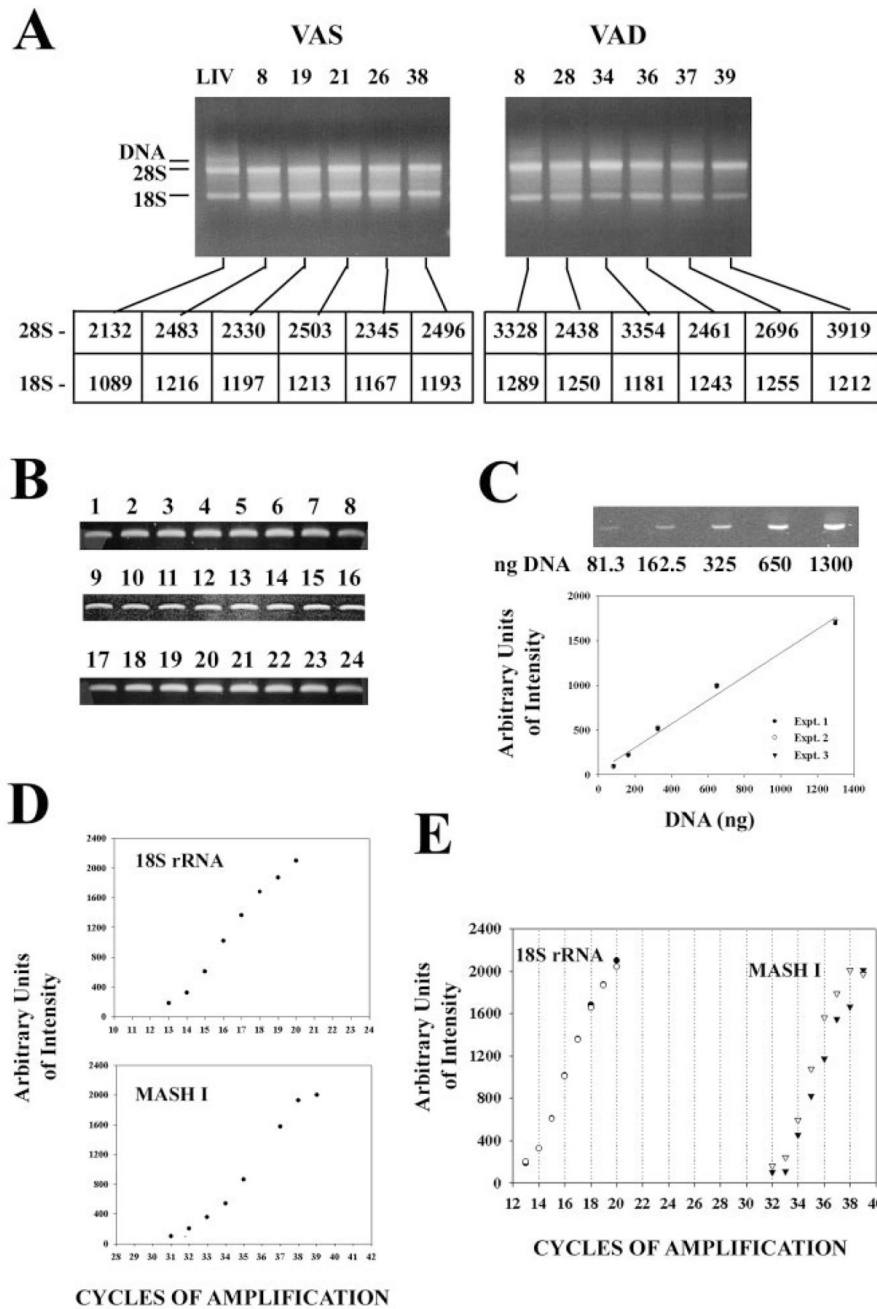 A
VAS VAD
LIV 8 19 21 26 38 8 28 34 36 37 39
DNA
28S
18S
28S - 2132 2483 2330 2503 2345 2496 3328 2438 3354 2461 2696 3919
18S - 1089 1216 1197 1213 1167 1193 1289 1250 1181 1243 1255 1212
B
1 2 3 4 5 6 7 8
9 10 11 12 13 14 15 16
17 18 19 20 21 22 23 24
C
ng DNA 81.3 162.5 325 650 1300
Arbitrary Units
of Intensity
2000
1500
1000
500
0
Expt. 1
Expt. 2
Expt. 3
0 200 400 600 800 1000 1200 1400
DNA (ng)
D
Arbitrary Units
of Intensity
18S rRNA
2400
2000
1600
1200
800
400
0
10 11 12 13 14 15 16 17 18 19 20 21 22 23 24
MASH I
2400
2000
1600
1200
800
400
0
28 29 30 31 32 33 34 35 36 37 38 39 40 41 42
CYCLES OF AMPLIFICATION
E
Arbitrary Units
of Intensity
2400
2000
1600
1200
800
400
0
18S rRNA
MASH I
12 14 16 18 20 22 24 26 28 30 32 34 36 38 40
CYCLES OF AMPLIFICATION